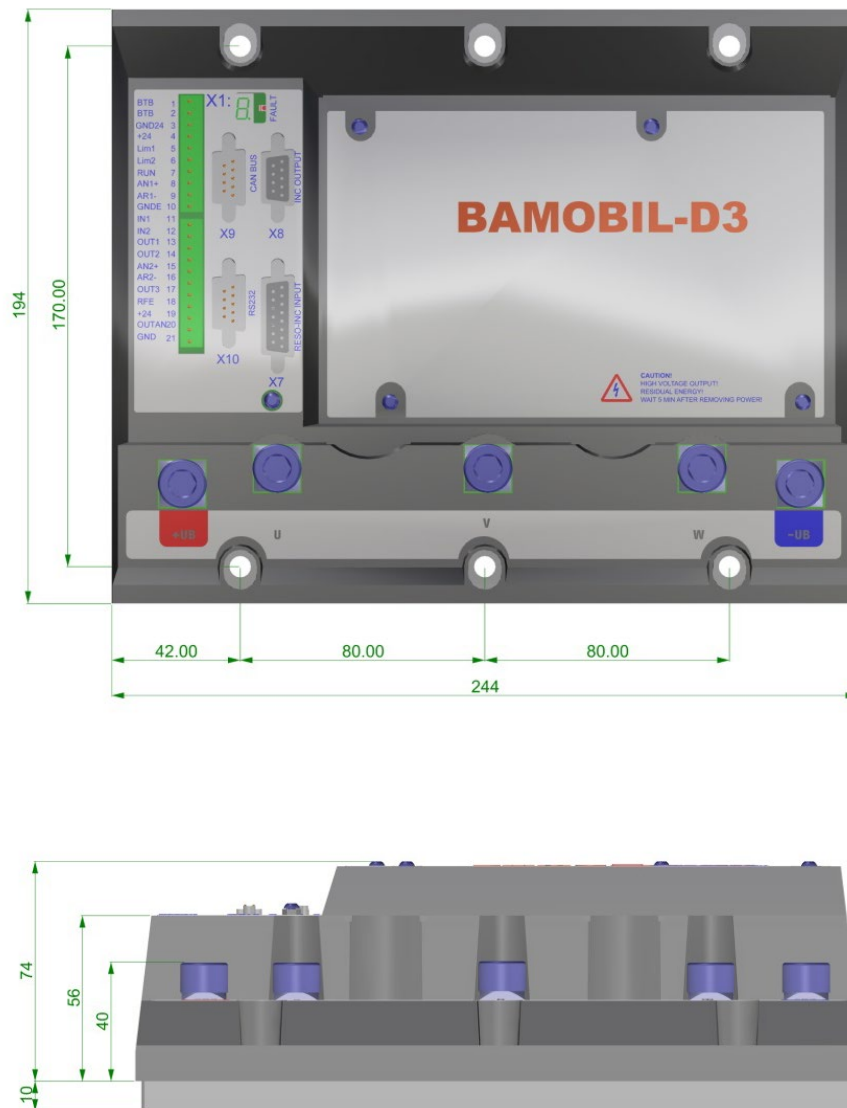 X1:
FAULT
BTB 1
BTB 2
GND24 3
+24 4
Lim1 5
Lim2 6
RUN 7
AN1+ 8
AR1- 9
GNDE 10
IN1 11
IN2 12
OUT1 13
OUT2 14
AN2+ 15
AR2- 16
OUT3 17
RFE 18
+24 19
OUTAN20
GND 21
CAN BUS
INC OUTPUT
X9
X8
RS232
RESO-INC INPUT
X10
X7
BAMOBIL-D3
CAUTION!
HIGH VOLTAGE OUTPUT!
RESIDUAL ENERGY!
WAIT 5 MIN AFTER REMOVING POWER!
+UB
U
V
W
-UB
194
170.00
42.00
80.00
80.00
244
74
56
40
10